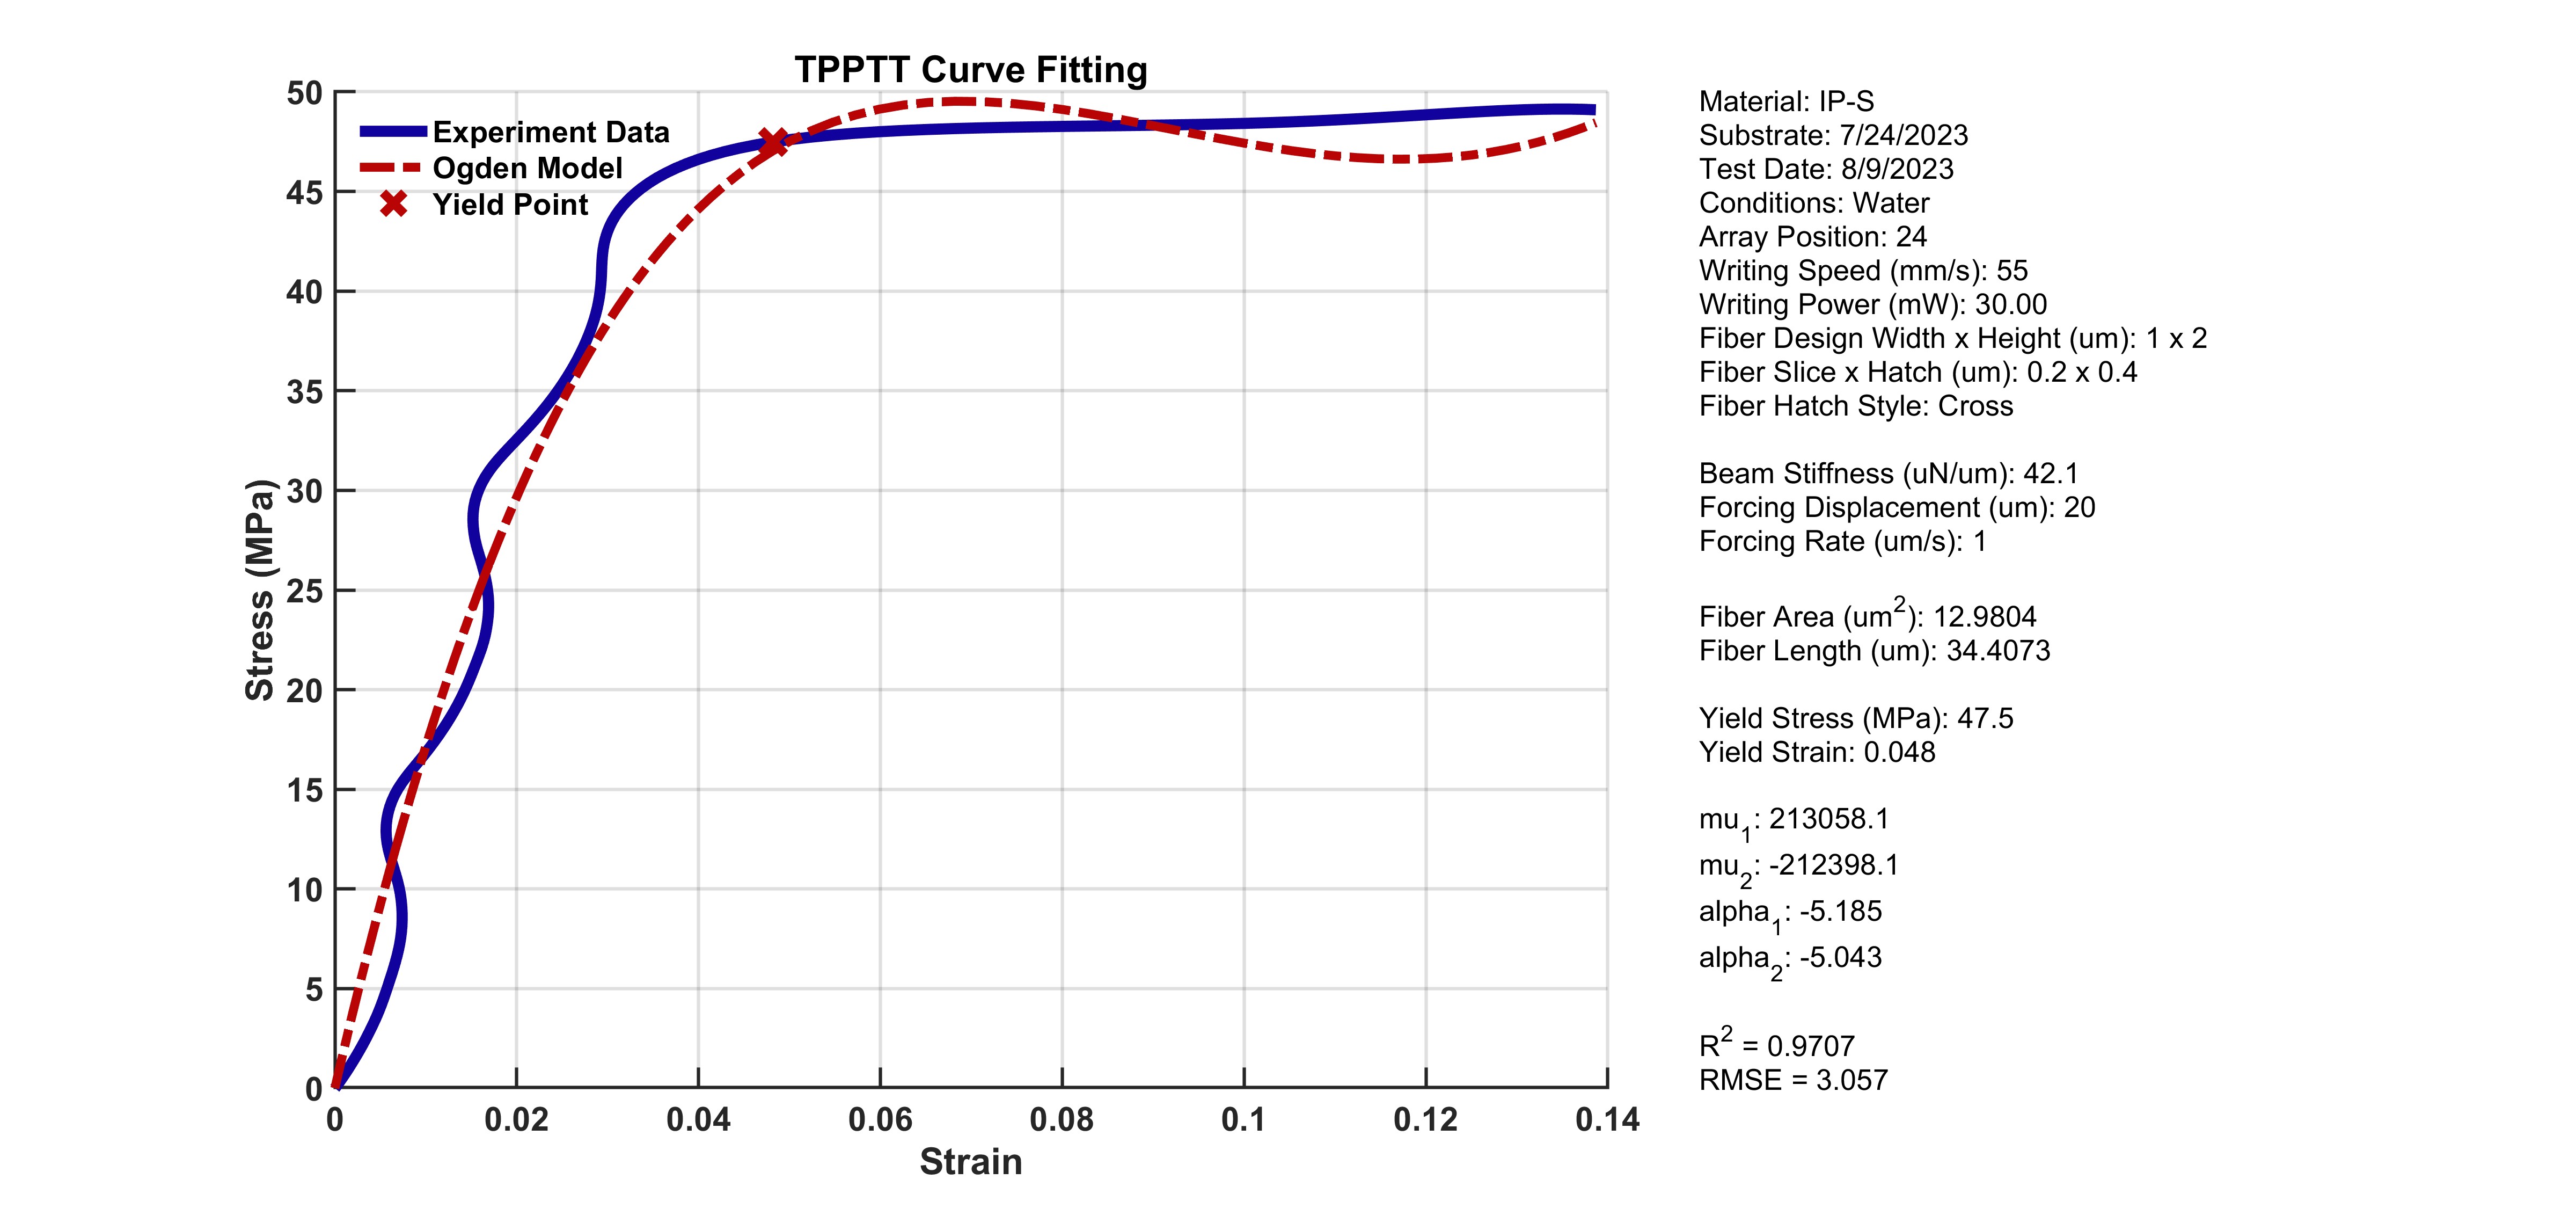 TPPTT Curve Fitting
50
45
40
35
30
25
20
15
10
5
0
Stress (MPa)
Experiment Data
Ogden Model
Yield Point
0 0.02 0.04 0.06 0.08 0.1 0.12 0.14
Strain
Material: IP-S
Substrate: 7/24/2023
Test Date: 8/9/2023
Conditions: Water
Array Position: 24
Writing Speed (mm/s): 55
Writing Power (mW): 30.00
Fiber Design Width x Height (um): 1 x 2
Fiber Slice x Hatch (um): 0.2 x 0.4
Fiber Hatch Style: Cross
Beam Stiffness (uN/um): 42.1
Forcing Displacement (um): 20
Forcing Rate (um/s): 1
Fiber Area (um²): 12.9804
Fiber Length (um): 34.4073
Yield Stress (MPa): 47.5
Yield Strain: 0.048
mu₁: 213058.1
mu₂: -212398.1
alpha₁: -5.185
alpha₂: -5.043
R² = 0.9707
RMSE = 3.057